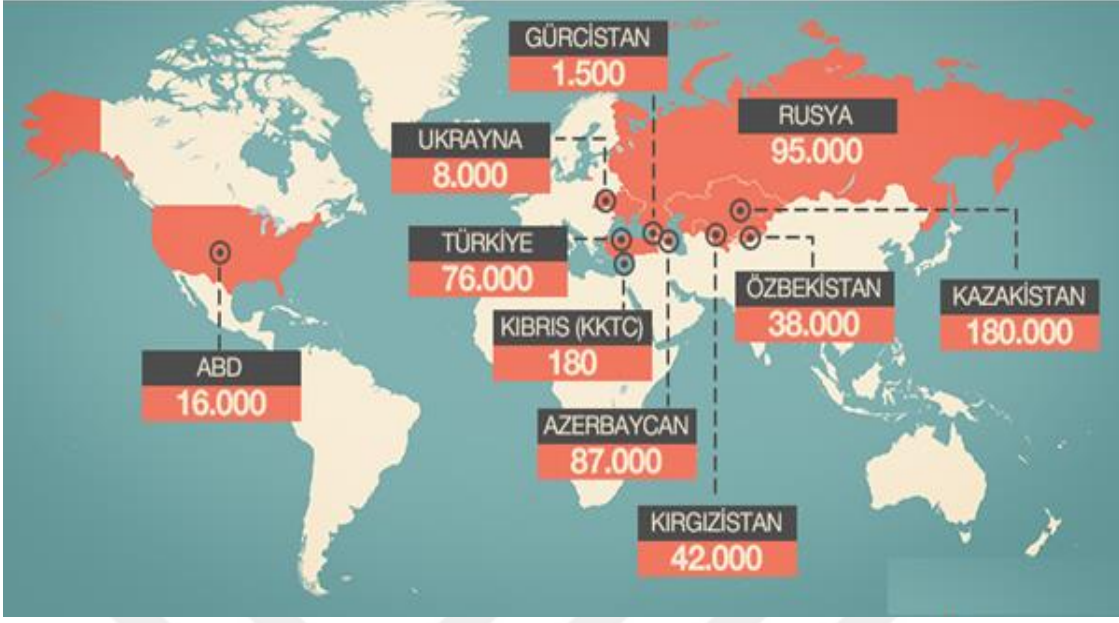 GÜRCİSTAN
1.500
UKRAYNA
8.000
RUSYA
95.000
TÜRKİYE
76.000
KIBRIS (KKTC)
180
ÖZBEKİSTAN
38.000
KAZAKİSTAN
180.000
ABD
16.000
AZERBAYCAN
87.000
KIRGIZİSTAN
42.000